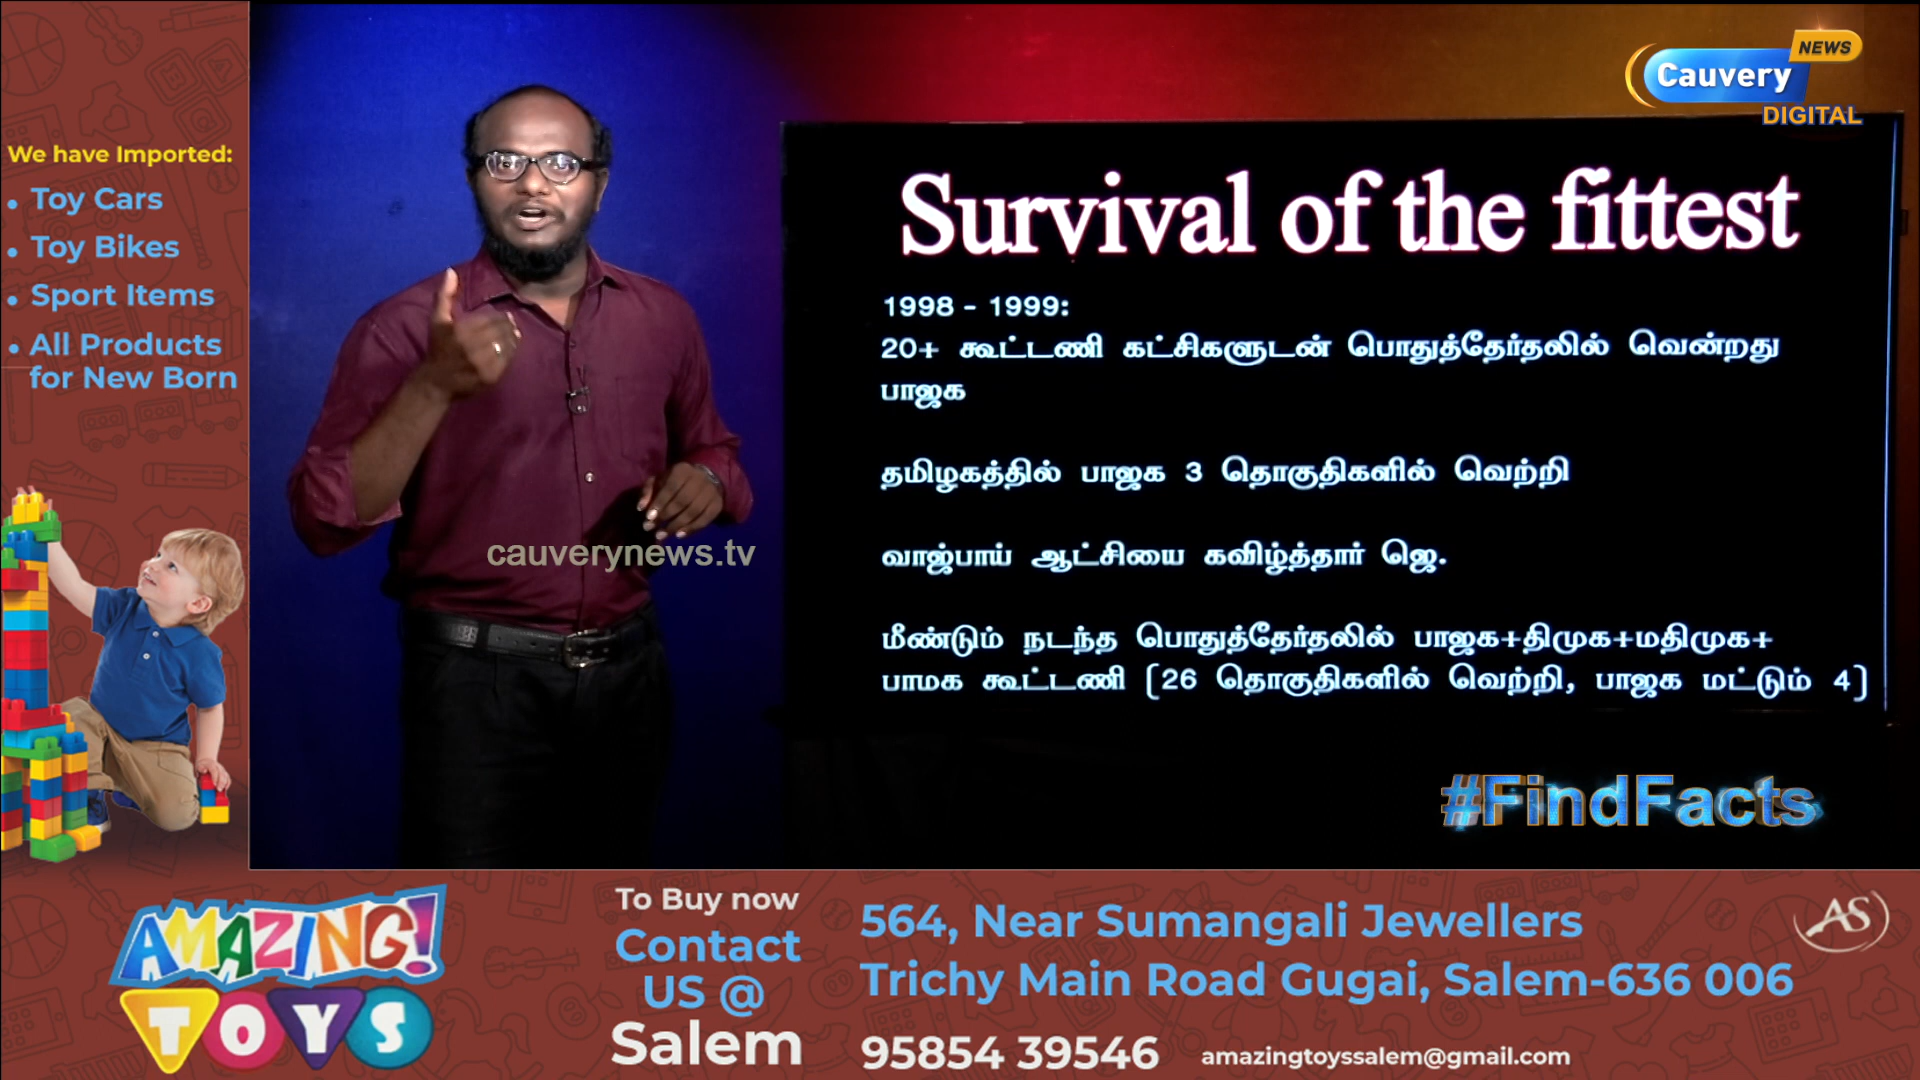 We have Imported:
• Toy Cars
• Toy Bikes
• Sport Items
• All Products
for New Born
Cauvery
NEWS
DIGITAL
Survival of the fittest
1998 - 1999:
20+ கூட்டணி கட்சிகளுடன் பொதுத்தேர்தலில் வென்றது
பாஜக
தமிழகத்தில் பாஜக 3 தொகுதிகளில் வெற்றி
வாஜ்பாய் ஆட்சியை கவிழ்த்தார் ஜெ.
மீண்டும் நடந்த பொதுத்தேர்தலில் பாஜக+திமுக+மதிமுக+
பாமக கூட்டணி [26 தொகுதிகளில் வெற்றி, பாஜக மட்டும் 4]
cauverynews.tv
#FindFacts
AMAZING!
TOYS
To Buy now
Contact
US @
Salem
564, Near Sumangali Jewellers
Trichy Main Road Gugai, Salem-636 006
95854 39546 amazingtoyssalem@gmail.com
AS